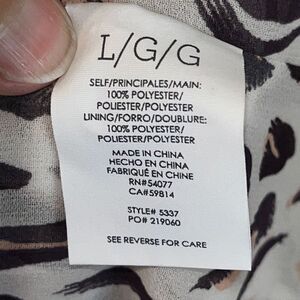 L/G/G
SELF/PRINCIPALES/MAIN:
100% POLYESTER/
POLIESTER/POLYESTER
LINING/FORRO/DOUBLURE:
100% POLYESTER/
POLIESTER/POLYESTER
MADE IN CHINA
HECHO EN CHINA
FABRIQUÉ EN CHINE
RN#54077
CA#59814
STYLE# 5337
PO# 219060
SEE REVERSE FOR CARE